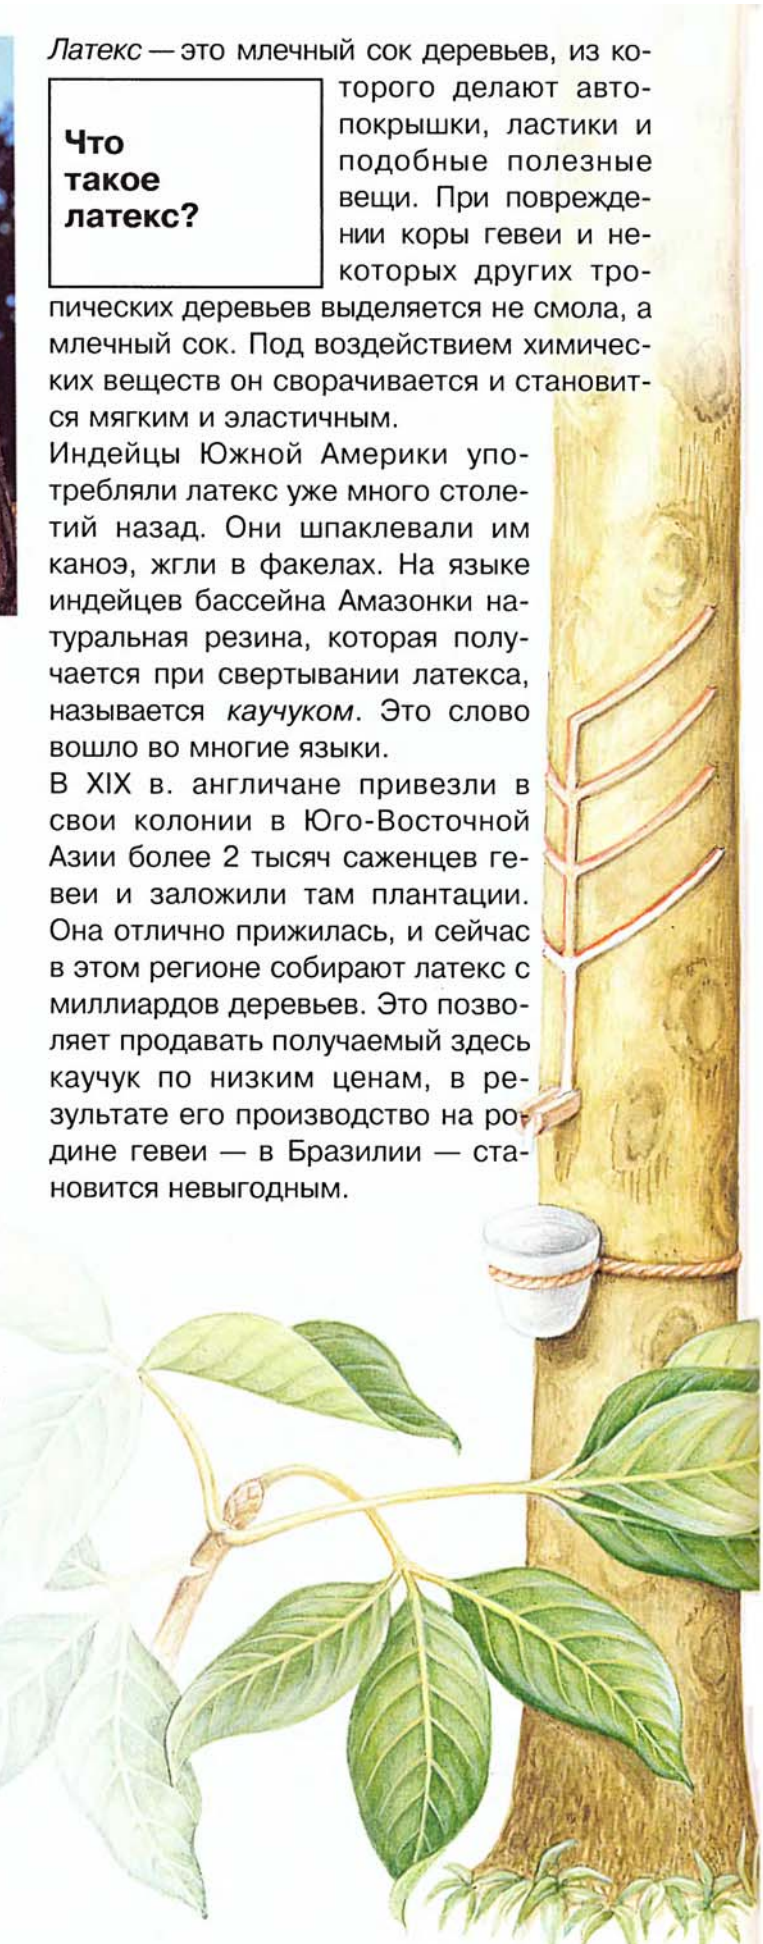 Латекс — это млечный сок деревьев, из ко-
Что
такое
латекс?
торого делают авто-
покрышки, ластики и
подобные полезные
вещи. При поврежде-
нии коры гевеи и не-
которых других тро-
пических деревьев выделяется не смола, а
млечный сок. Под воздействием химичес-
ких веществ он сворачивается и становит-
ся мягким и эластичным.
Индейцы Южной Америки упо-
требляли латекс уже много столе-
тий назад. Они шпаклевали им
каноэ, жгли в факелах. На языке
индейцев бассейна Амазонки на-
туральная резина, которая полу-
чается при свертывании латекса,
называется каучуком. Это слово
вошло во многие языки.
В XIX в. англичане привезли в
свои колонии в Юго-Восточной
Азии более 2 тысяч саженцев ге-
веи и заложили там плантации.
Она отлично прижилась, и сейчас
в этом регионе собирают латекс с
миллиардов деревьев. Это позво-
ляет продавать получаемый здесь
каучук по низким ценам, в ре-
зультате его производство на ро-
дине гевеи — в Бразилии — ста-
новится невыгодным.